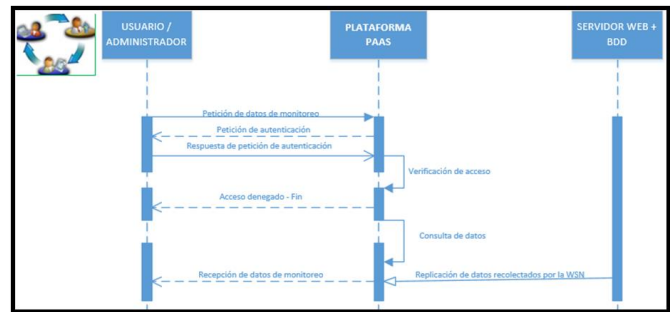 USUARIO /
ADMINISTRADOR
PLATAFORMA
PAAS
SERVIDOR WEB +
BDD
Petición de datos de monitoreo
Petición de autenticación
Respuesta de petición de autenticación
Verificación de acceso
Acceso denegado - Fin
Consulta de datos
Recepción de datos de monitoreo
Replicación de datos recolectados por la WSN